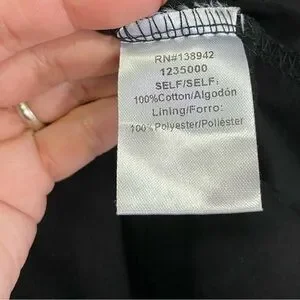 RN#138942
1235000
SELF/SELF:
100%Cotton/Algodón
Lining/Forro:
100%Polyester/Poliéster